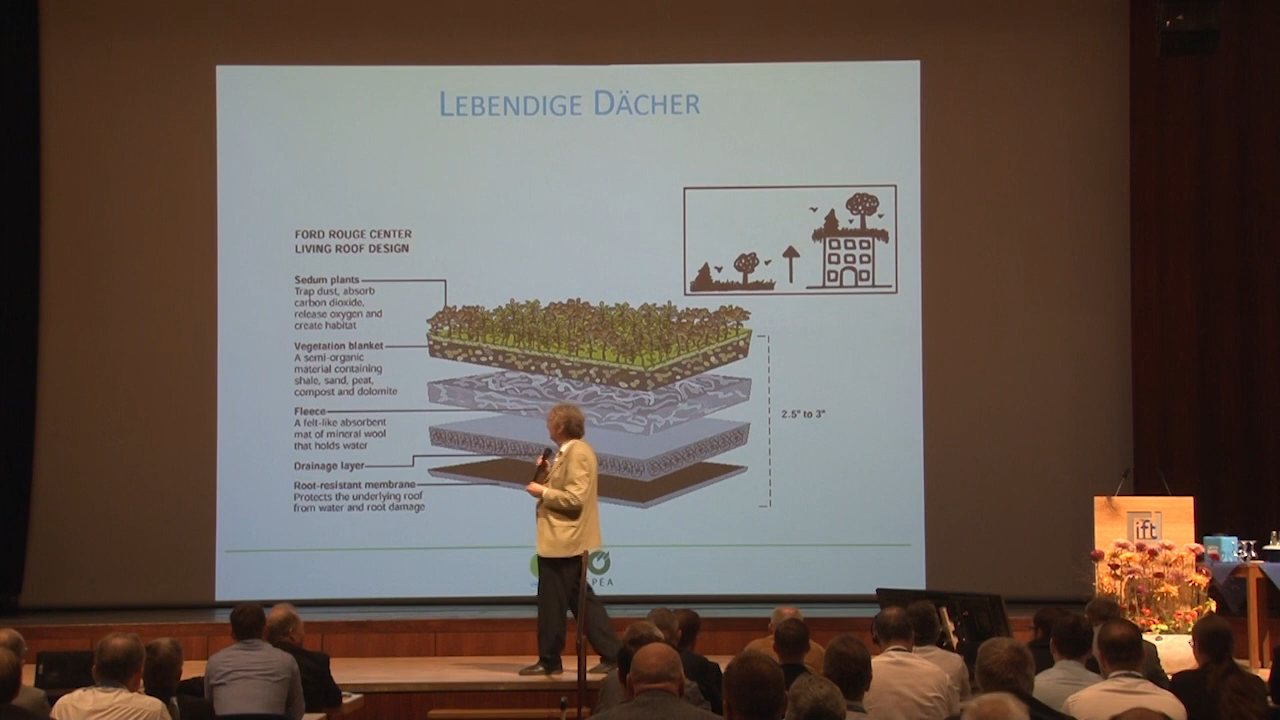 LEBENDIGE DÄCHER
FORD ROUGE CENTER
LIVING ROOF DESIGN
Sedum plants
Trap dust, absorb
carbon dioxide,
release oxygen and
create habitat
Vegetation blanket
A semi-organic
material containing
shale, sand, peat,
compost and dolomite
Fleece
A felt-like absorbent
mat of mineral wool
that holds water
Drainage layer
Root-resistant membrane
Protects the underlying roof
from water and root damage
2.5" to 3"
PEA
ift